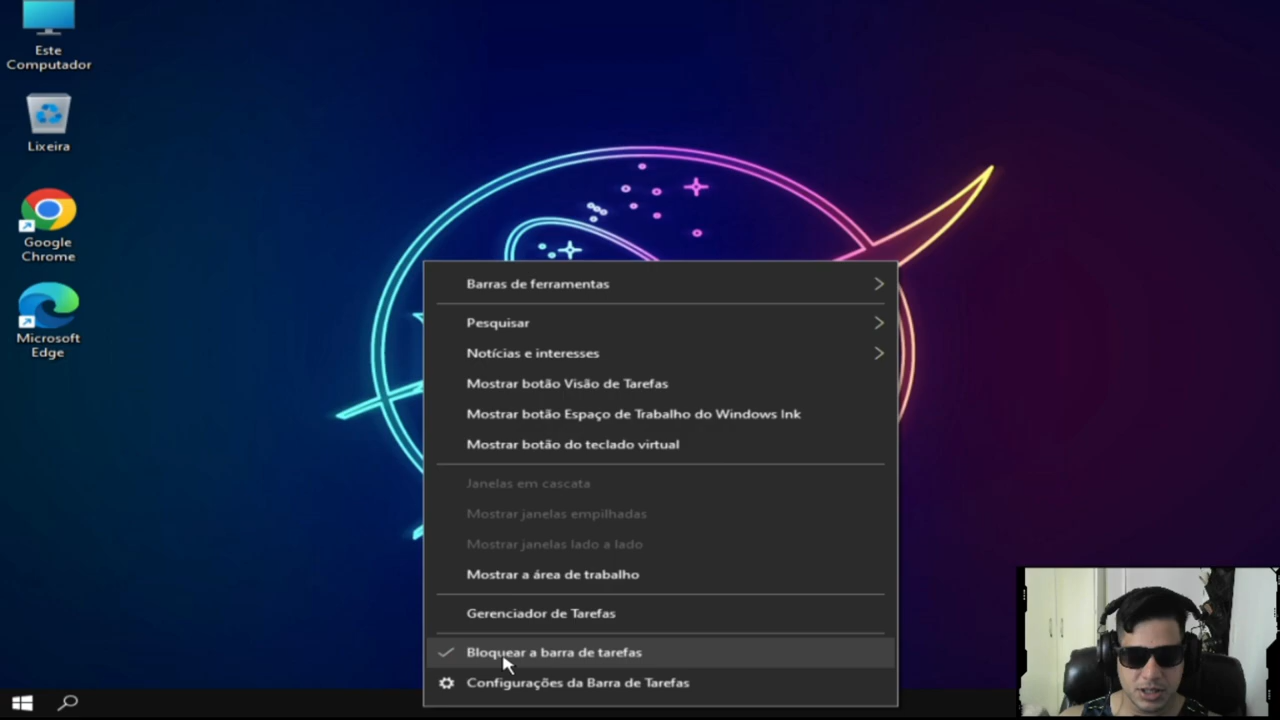 Este
Computador
Lixeira
Google
Chrome
Microsoft
Edge
Barras de ferramentas
Pesquisar
Notícias e interesses
Mostrar botão Visão de Tarefas
Mostrar botão Espaço de Trabalho do Windows Ink
Mostrar botão do teclado virtual
Janelas em cascata
Mostrar janelas empilhadas
Mostrar janelas lado a lado
Mostrar a área de trabalho
Gerenciador de Tarefas
Bloquear a barra de tarefas
Configurações da Barra de Tarefas